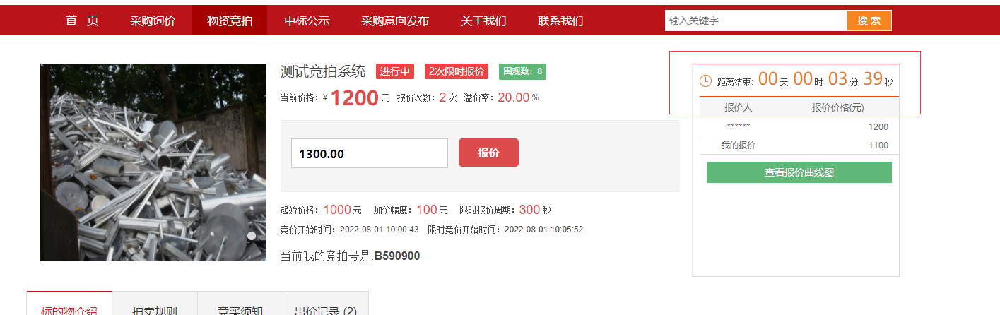 首 页 采购询价 物资竞拍 中标公示 采购意向发布 关于我们 联系我们 输入关键字 搜 索
测试竞拍系统 进行中 2次限时报价 围观数：8
当前价格：￥1200 元 报价次数：2 次 溢价率：20.00 %
1300.00 报价
起始价格：1000 元 加价幅度：100 元 限时报价周期：300 秒
竞价开始时间：2022-08-01 10:00:43 限时竞价开始时间：2022-08-01 10:05:52
当前我的竞拍号是:B590900
距离结束: 00 天 00 时 03 分 39 秒
报价人 报价价格(元)
****** 1200
我的报价 1100
查看报价曲线图
标的物介绍 拍卖规则 竞买须知 出价记录 (2)